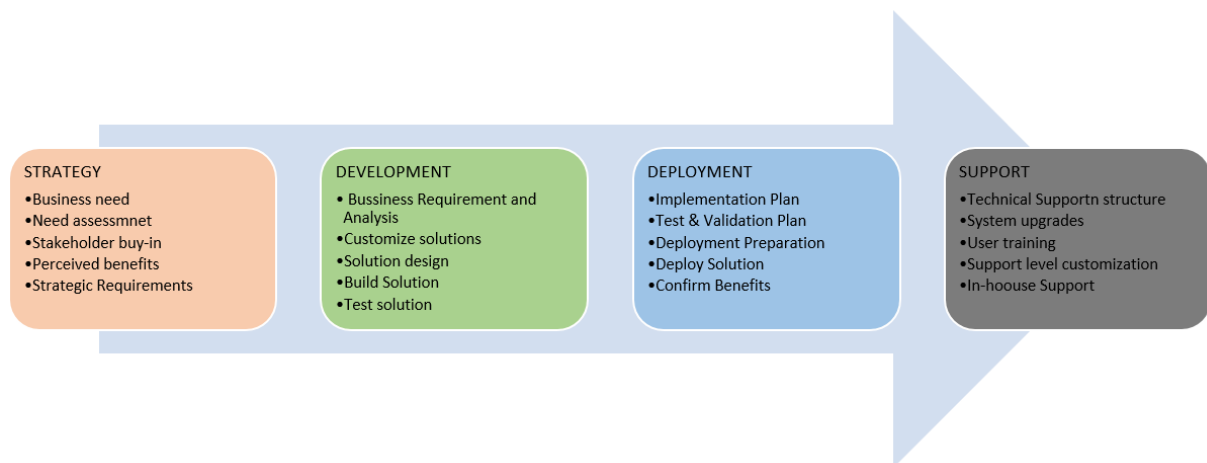 STRATEGY
•Business need
•Need assessmnet
•Stakeholder buy-in
•Perceived benefits
•Strategic Requirements
DEVELOPMENT
• Bussiness Requirement and
Analysis
•Customize solutions
•Solution design
•Build Solution
•Test solution
DEPLOYMENT
•Implementation Plan
•Test & Validation Plan
•Deployment Preparation
•Deploy Solution
•Confirm Benefits
SUPPORT
•Technical Supportn structure
•System upgrades
•User training
•Support level customization
•In-hoouse Support